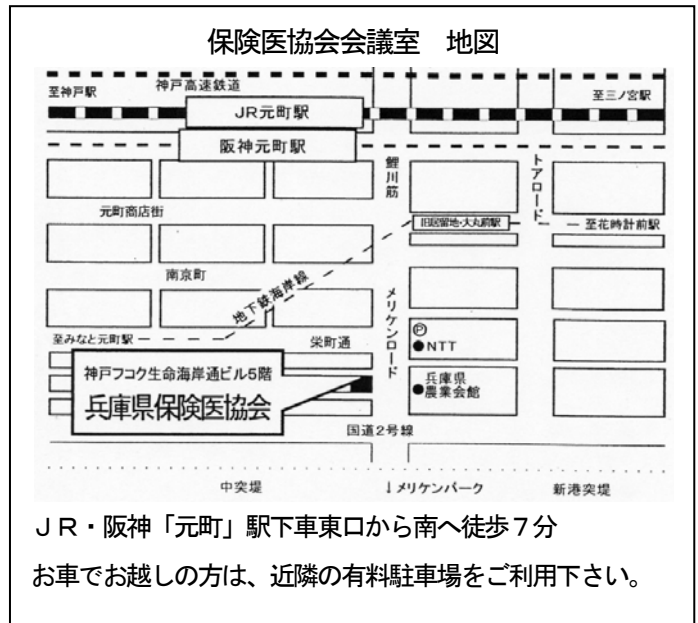 保険医協会会議室　地図
至神戸駅
神戸高速鉄道
至三ノ宮駅
JR元町駅
阪神元町駅
鯉川筋
トアロード
元町商店街
旧居留地・大丸前駅
至花時計前駅
南京町
地下鉄海岸線
メリケンロード
至みなと元町駅
栄町通
Ⓟ
●NTT
神戸フコク生命海岸通ビル5階
兵庫県保険医協会
●兵庫県
農業会館
国道2号線
中突堤
↓メリケンパーク
新港突堤
ＪＲ・阪神「元町」駅下車東口から南へ徒歩７分
お車でお越しの方は、近隣の有料駐車場をご利用下さい。